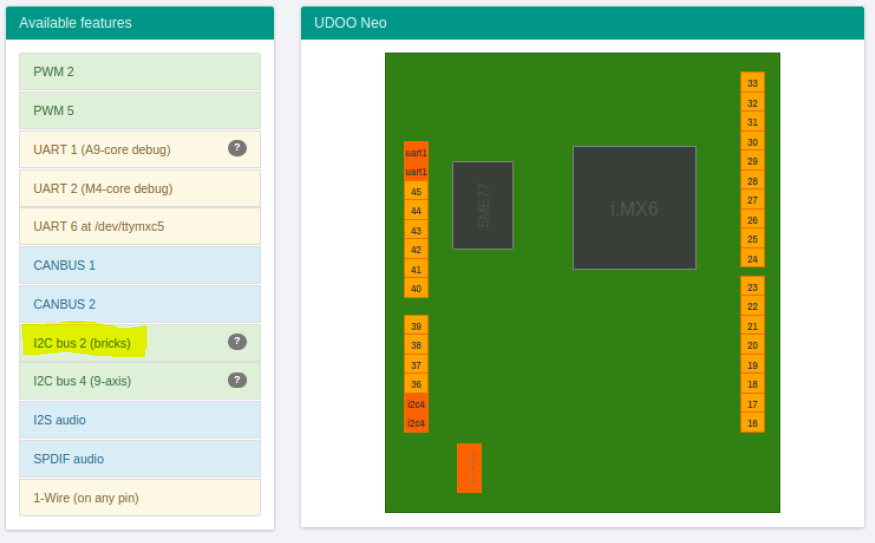 Available features
PWM 2
PWM 5
UART 1 (A9-core debug) ?
UART 2 (M4-core debug)
UART 6 at /dev/ttymxc5
CANBUS 1
CANBUS 2
I2C bus 2 (bricks) ?
I2C bus 4 (9-axis) ?
I2S audio
SPDIF audio
1-Wire (on any pin)
UDOO Neo
uart1
uart1
45
44
43
42
41
40
39
38
37
36
i2c4
i2c4
SME77
i.MX6
33
32
31
30
29
28
27
26
25
24
23
22
21
20
19
18
17
16